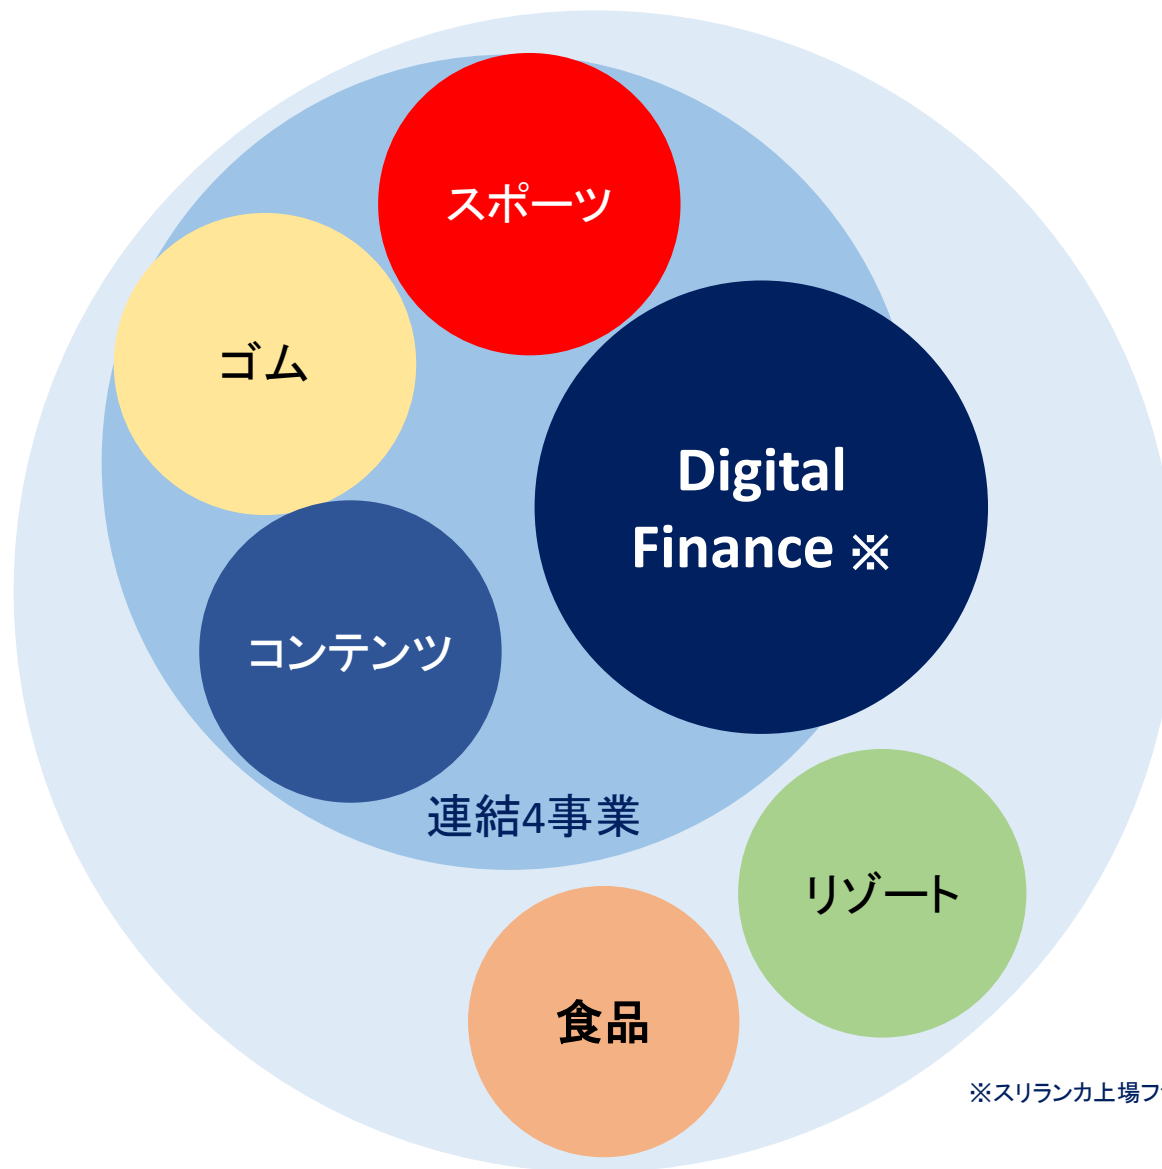 スポーツ
ゴム
Digital
Finance ※
コンテンツ
連結4事業
リゾート
食品
※スリランカ上場フ